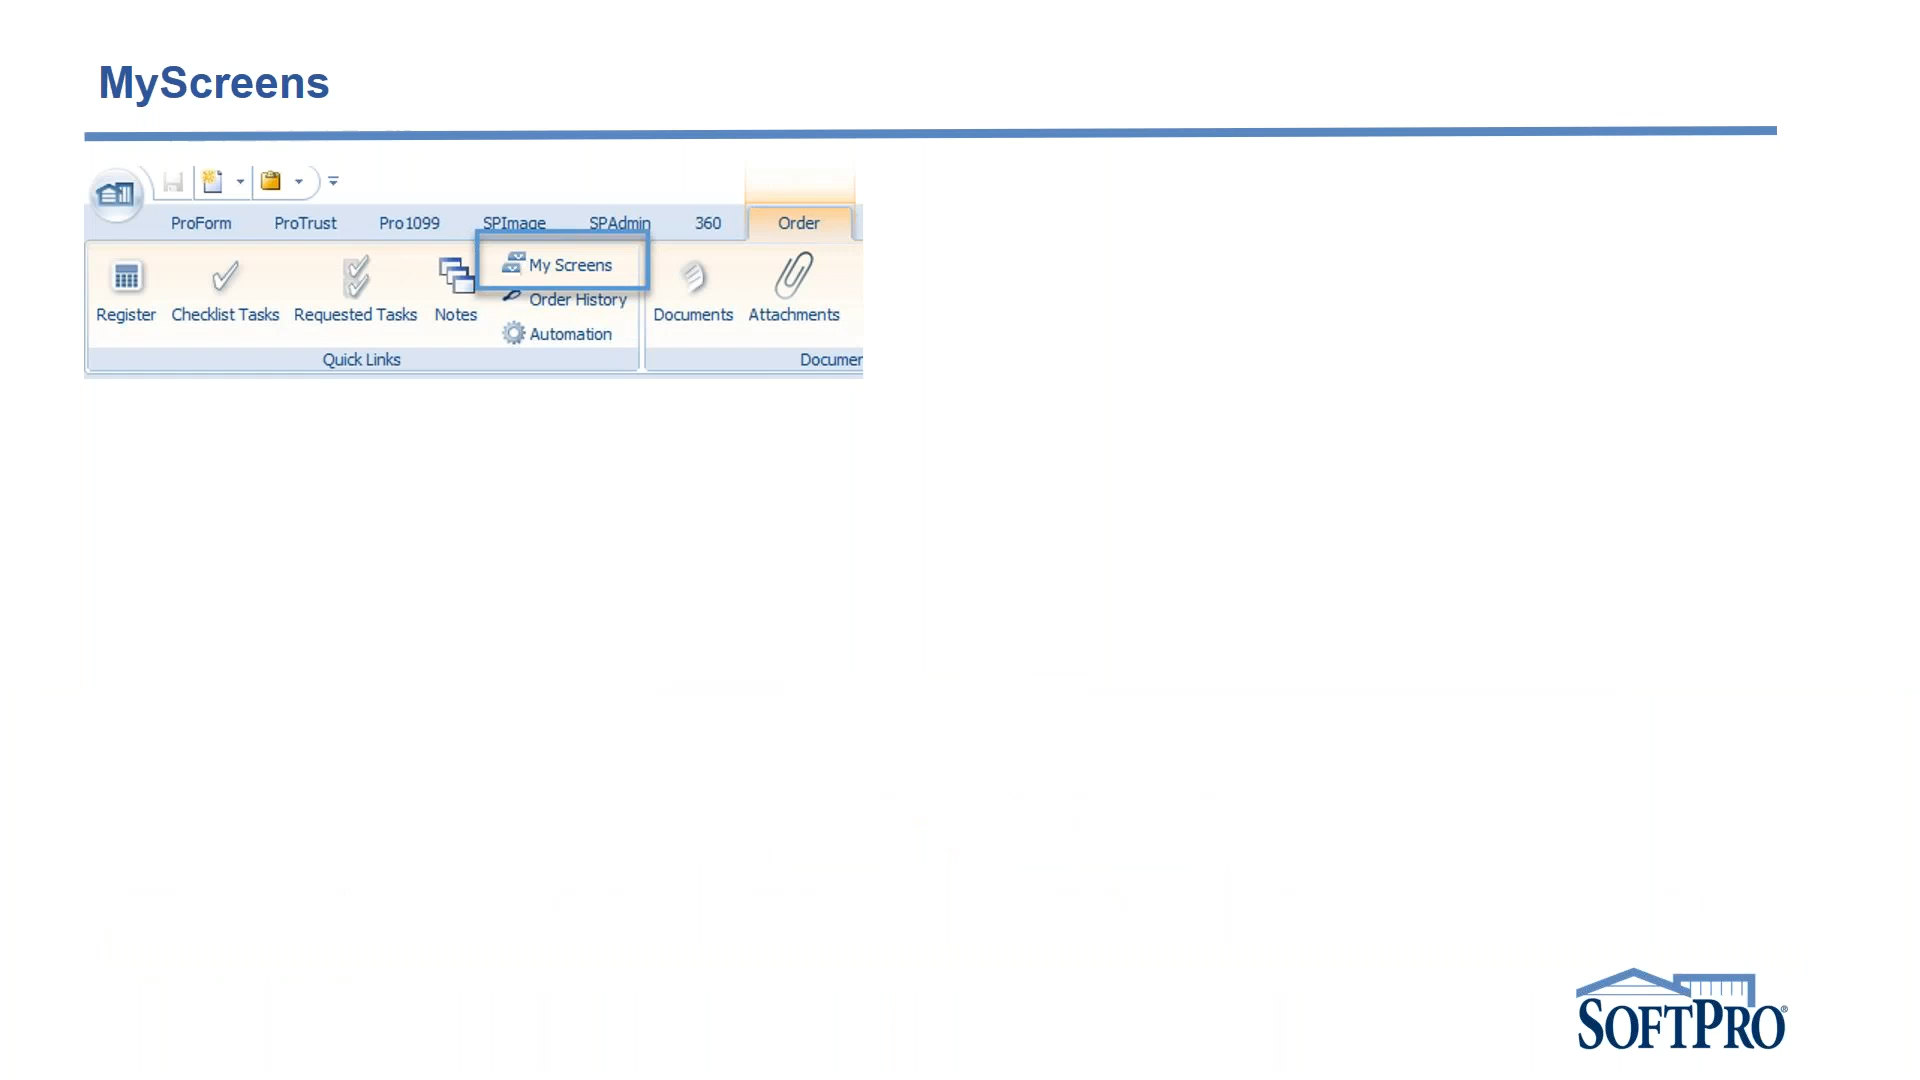 MyScreens
ProForm ProTrust Pro1099 SPImage SPAdmin 360 Order
My Screens
Order History
Automation
Register Checklist Tasks Requested Tasks Notes Documents Attachments
Quick Links Documen
SOFTPRO®